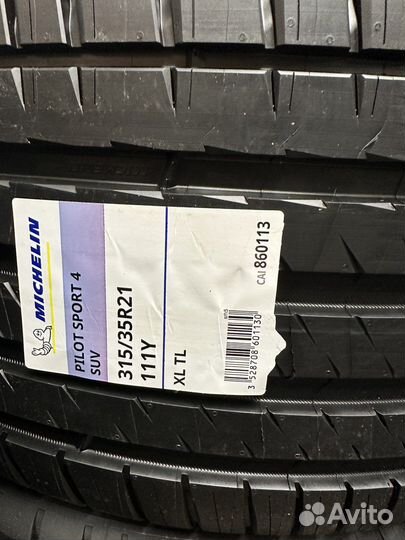 MICHELIN
PILOT SPORT 4
SUV
315/35R21
111Y
XL TL
CAI 860113
3 528708 601130
Avito